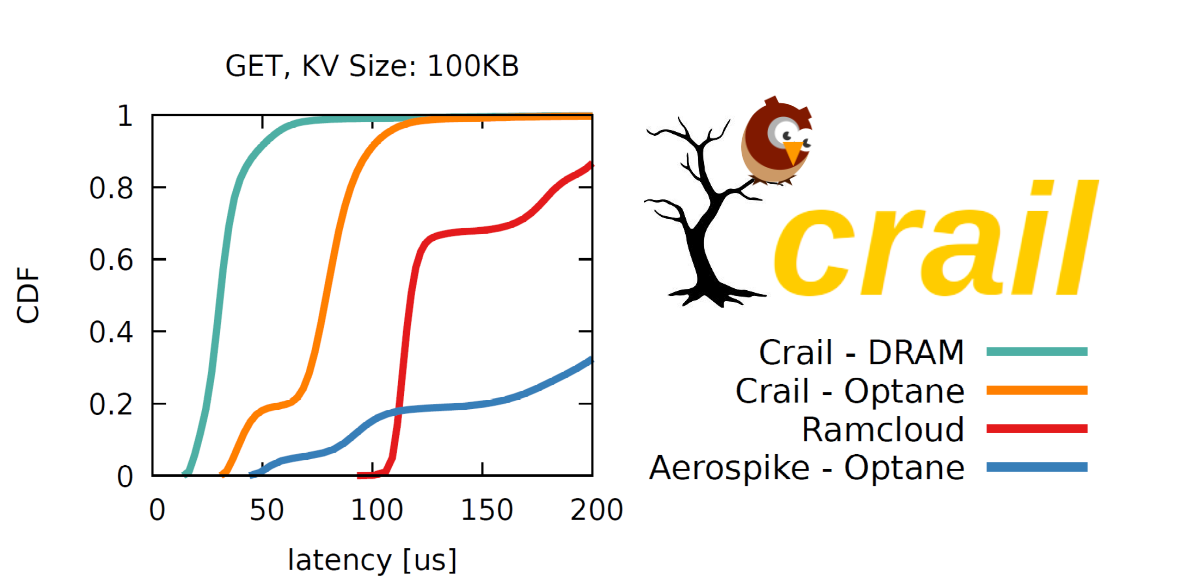 GET, KV Size: 100KB
CDF
1
0.8
0.6
0.4
0.2
0
0 50 100 150 200
latency [us]
crail
Crail - DRAM
Crail - Optane
Ramcloud
Aerospike - Optane